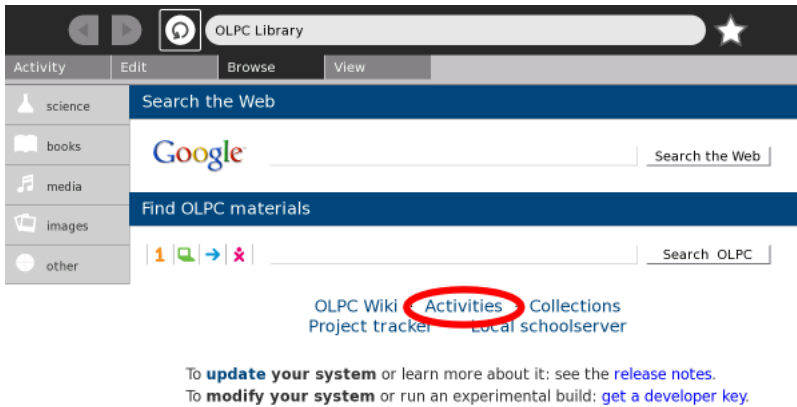 OLPC Library
Activity Edit Browse View
science
books
media
images
other
Search the Web
Google Search the Web
Find OLPC materials
1 Search OLPC
OLPC Wiki - Activities - Collections
Project tracker Local schoolserver
To update your system or learn more about it: see the release notes.
To modify your system or run an experimental build: get a developer key.